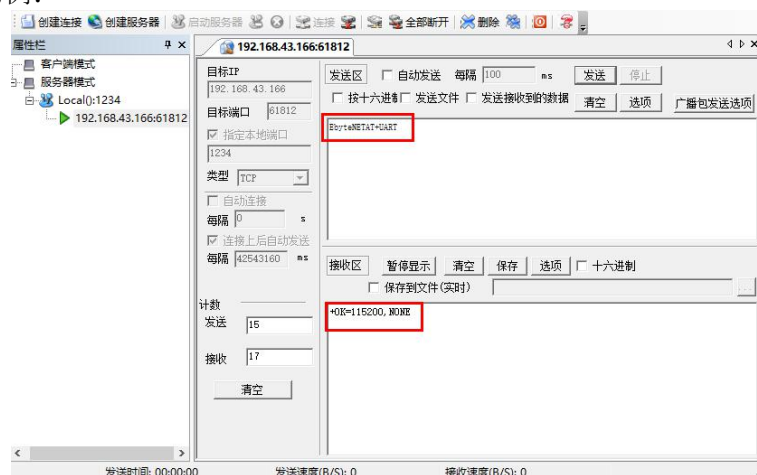 创建连接 创建服务器 启动服务器 连接 全部断开 删除
属性栏
客户端模式
服务器模式
Local():1234
192.168.43.166:61812
192.168.43.166:61812
目标IP
192.168.43.166
目标端口 61812
指定本地端口
1234
类型 TCP
自动连接
每隔 0 s
连接上后自动发送
每隔 42543160 ms
计数
发送 15
接收 17
清空
发送区 自动发送 每隔 100 ms 发送 停止
按十六进制 发送文件 发送接收到的数据 清空 选项 广播包发送选项
EbyteNETAT+UART
接收区 暂停显示 清空 保存 选项 十六进制
保存到文件(实时)
+OK=115200,NONE
发送时间: 00:00:00 发送速度(B/S): 0 接收速度(B/S): 0